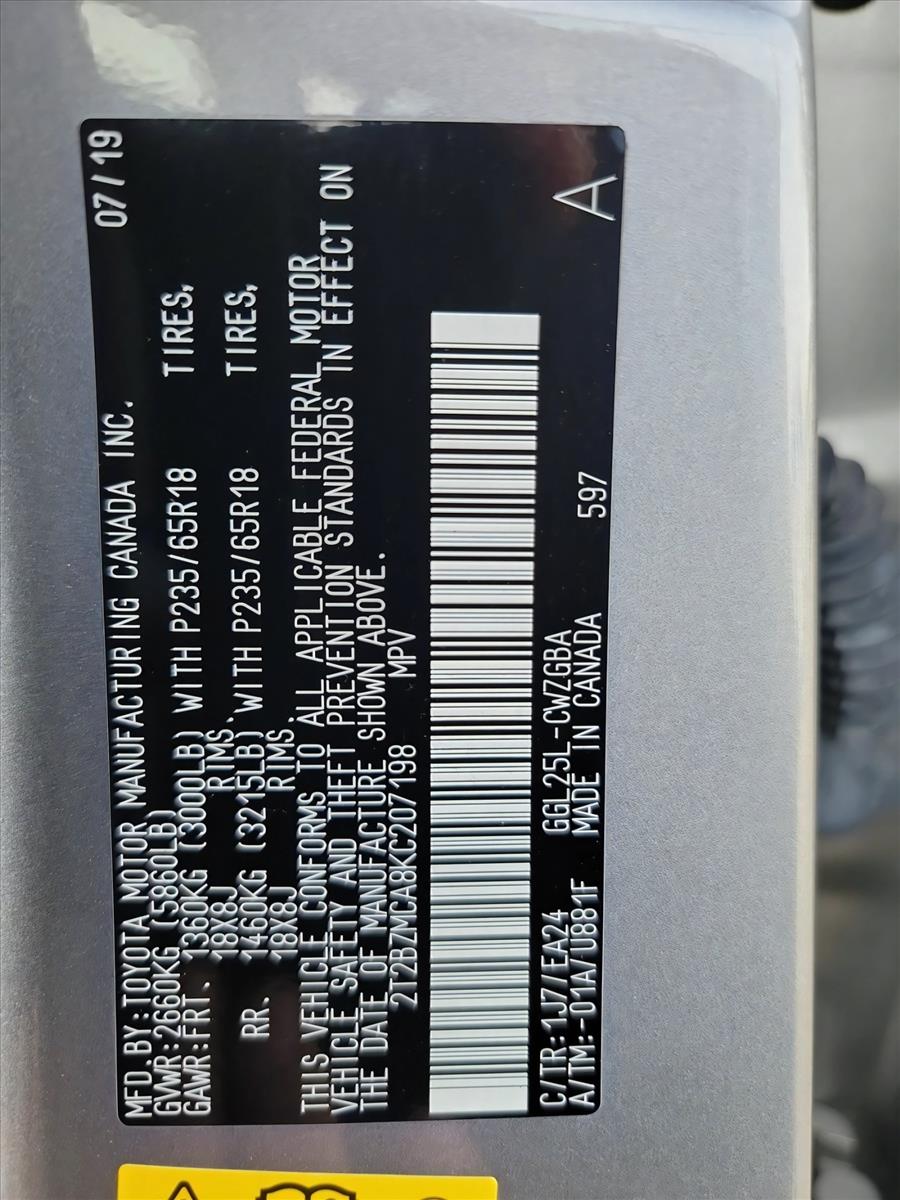 MFD.BY:TOYOTA MOTOR MANUFACTURING CANADA INC. 07/19
GVWR:2660KG (5860LB)
GAWR:FRT. 1360KG (3000LB) WITH P235/65R18 TIRES,
18X8J RIMS.
RR. 1460KG (3215LB) WITH P235/65R18 TIRES,
18X8J RIMS.
THIS VEHICLE CONFORMS TO ALL APPLICABLE FEDERAL MOTOR
VEHICLE SAFETY AND THEFT PREVENTION STANDARDS IN EFFECT ON
THE DATE OF MANUFACTURE SHOWN ABOVE.
2T2BZMCA8KC207198 MPV
C/TR:1J7/EA24 GGL25L-CWZGBA
A/TM:-01A/U881F MADE IN CANADA 597 A